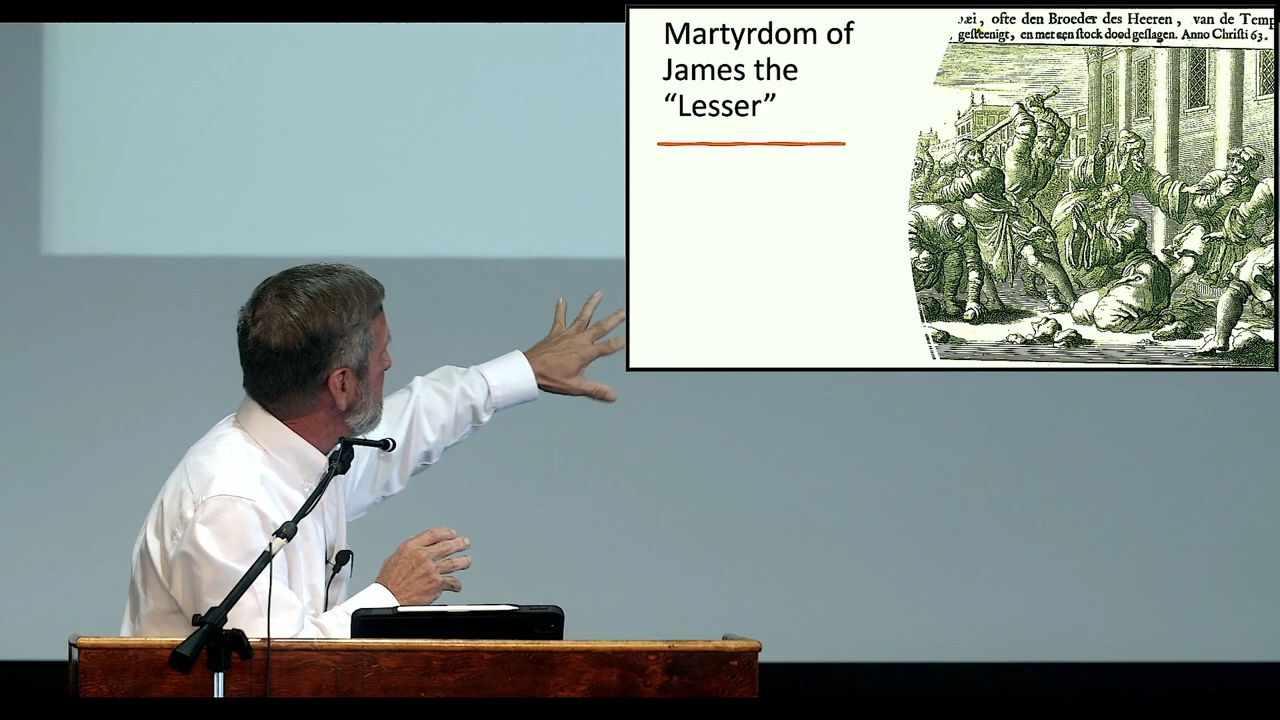 Martyrdom of
James the
“Lesser”
ofte den Broeder des Heeren, van de
gesteenigt, en met een stock dood geslagen. Anno Christi 63.